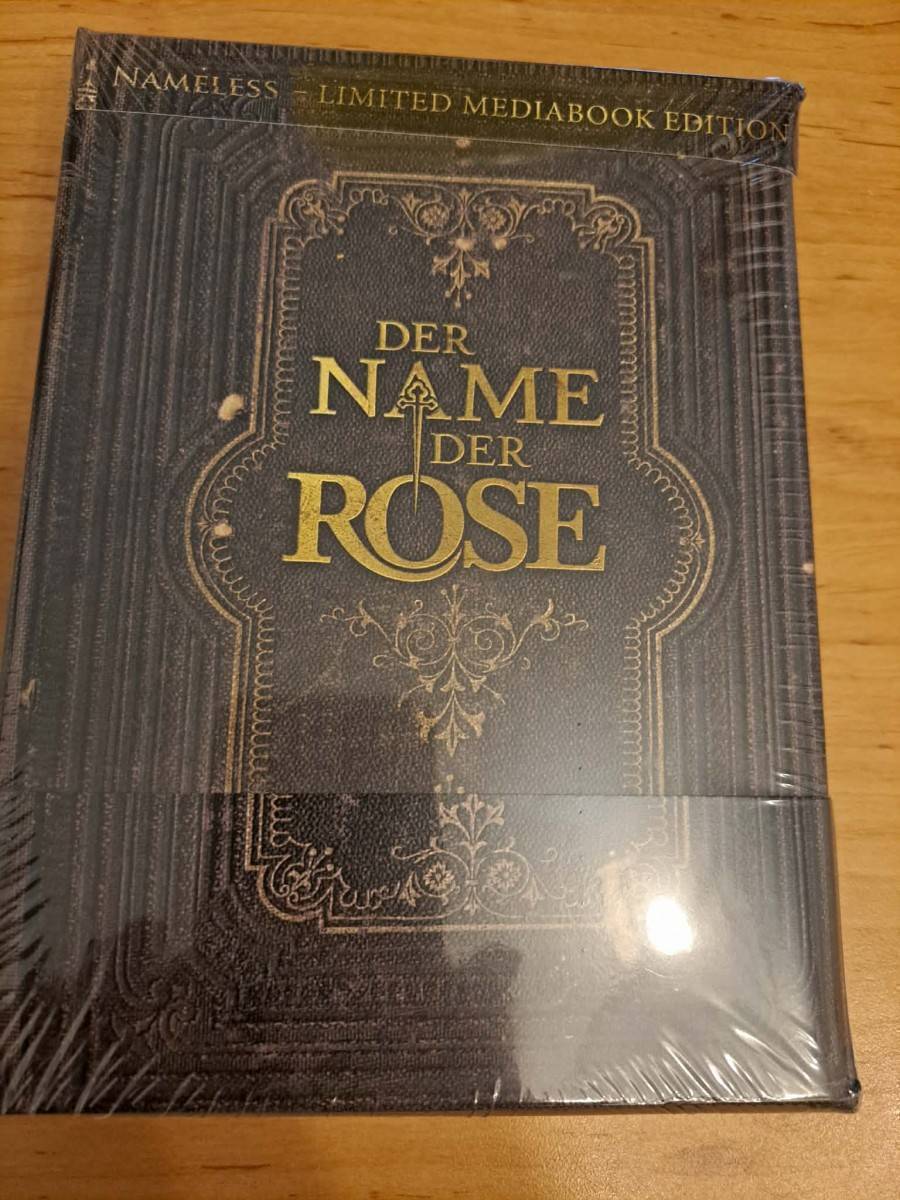 NAMELESS – LIMITED MEDIABOOK EDITION
DER
NAME
DER
ROSE